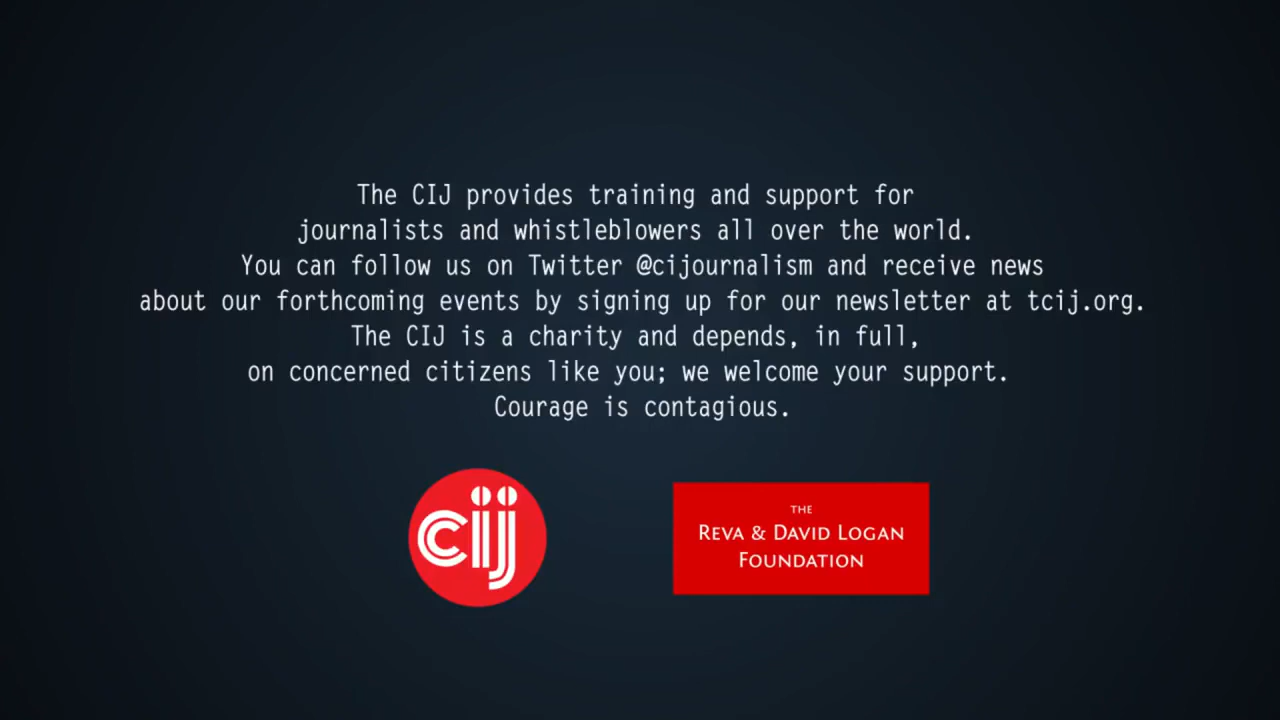 The CIJ provides training and support for
journalists and whistleblowers all over the world.
You can follow us on Twitter @cijournalism and receive news
about our forthcoming events by signing up for our newsletter at tcij.org.
The CIJ is a charity and depends, in full,
on concerned citizens like you; we welcome your support.
Courage is contagious.
cij
THE
REVA & DAVID LOGAN
FOUNDATION